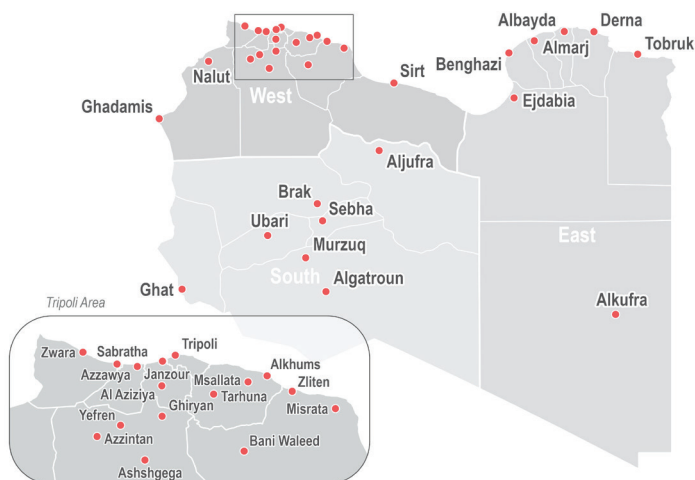 Albayda
Derna
Almarj
Tobruk
Benghazi
Nalut
Sirt
West
Ejdabia
Ghadamis
Aljufra
Brak
Sebha
Ubari
East
Murzuq
South
Algatroun
Ghat
Alkufra
Tripoli Area
Tripoli
Zwara
Sabratha
Alkhums
Azzawya
Janzour
Msallata
Zliten
Al Aziziya
Tarhuna
Ghiryan
Misrata
Yefren
Azzintan
Bani Waleed
Ashshgega